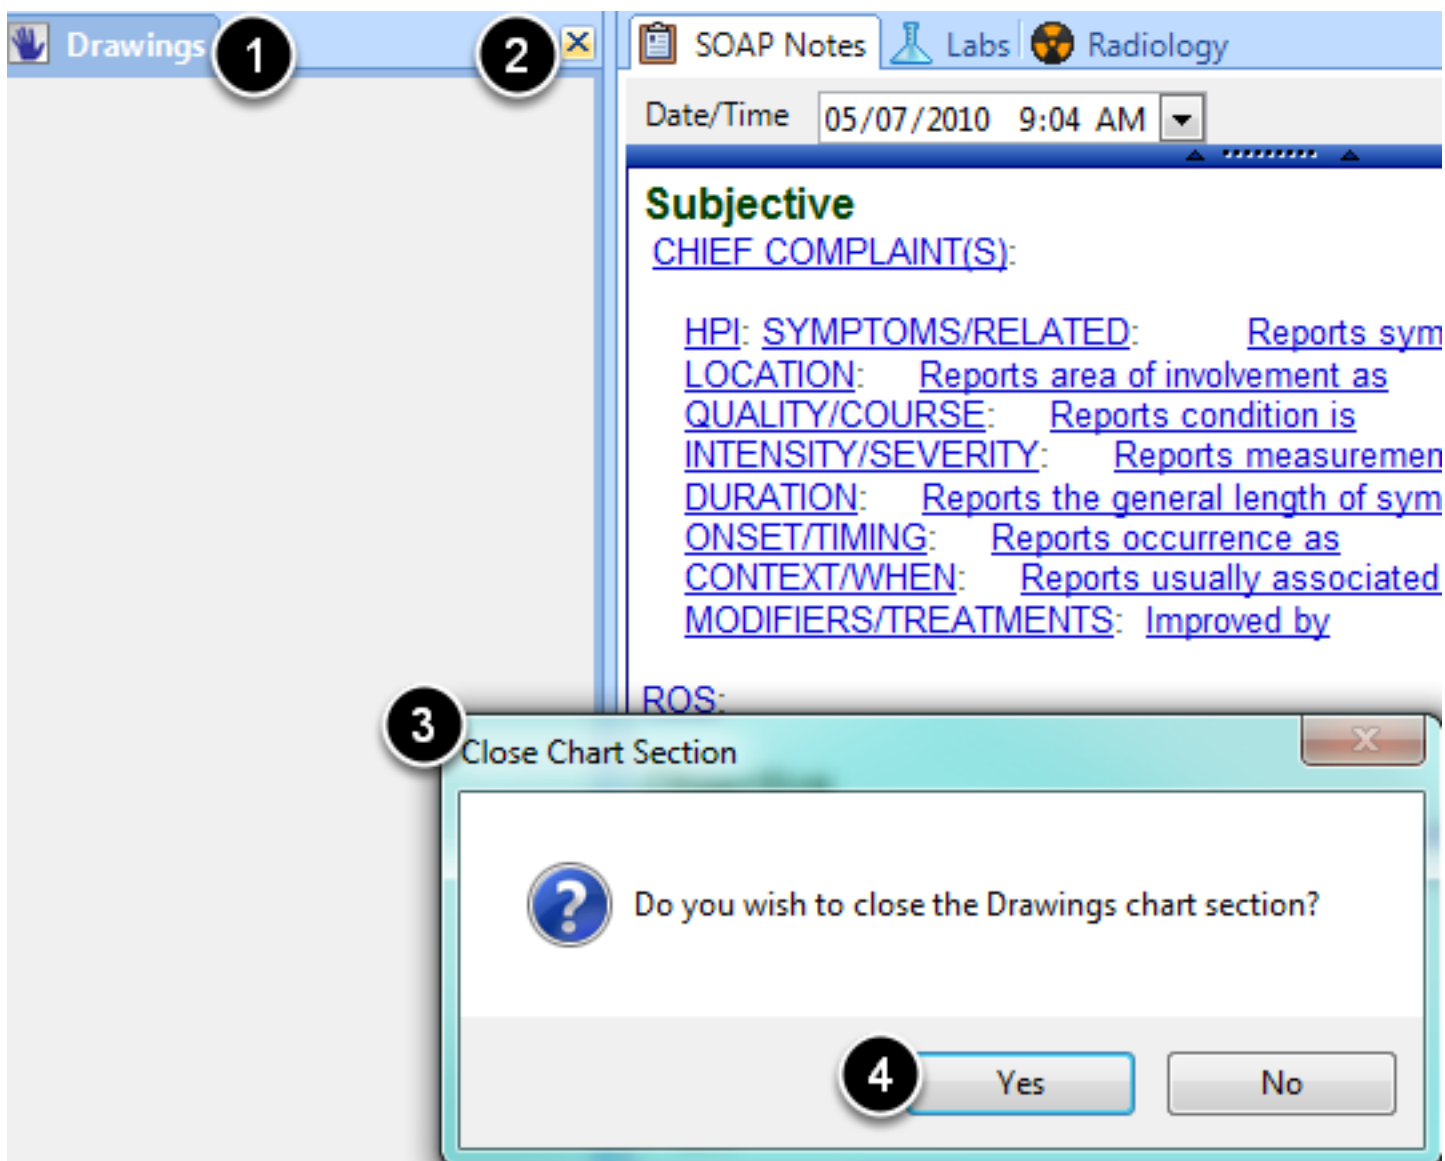 Drawings 1 2
SOAP Notes Labs Radiology
Date/Time 05/07/2010 9:04 AM
Subjective
CHIEF COMPLAINT(S):
HPI: SYMPTOMS/RELATED: Reports sym
LOCATION: Reports area of involvement as
QUALITY/COURSE: Reports condition is
INTENSITY/SEVERITY: Reports measuremen
DURATION: Reports the general length of sym
ONSET/TIMING: Reports occurrence as
CONTEXT/WHEN: Reports usually associated
MODIFIERS/TREATMENTS: Improved by
ROS:
3
Close Chart Section
Do you wish to close the Drawings chart section?
4 Yes No